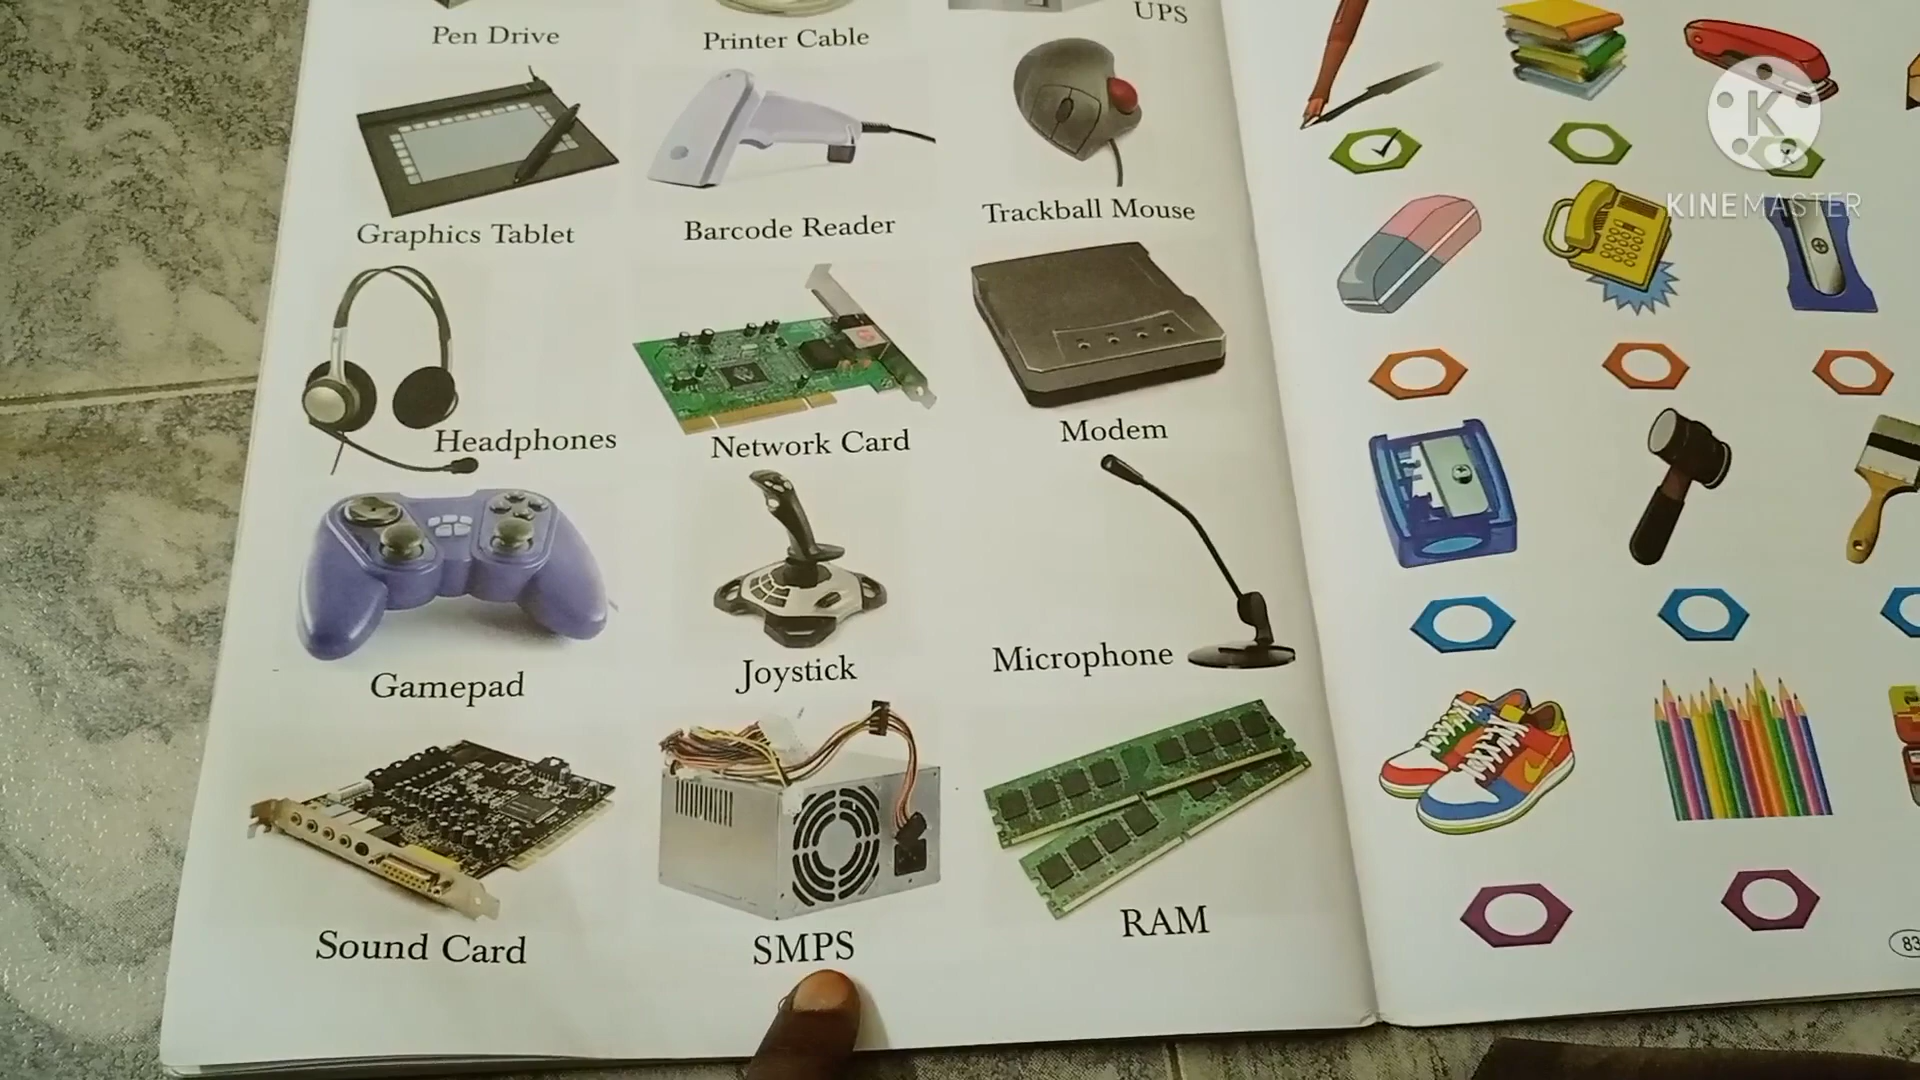 Pen Drive
Printer Cable
UPS
Graphics Tablet
Barcode Reader
Trackball Mouse
Headphones
Network Card
Modem
Gamepad
Joystick
Microphone
Sound Card
SMPS
RAM
K
KINEMASTER
83